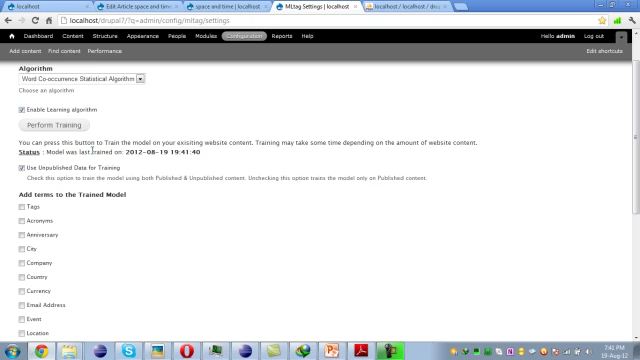 localhost
Edit Article space and time
space and time | localhost
MLtag Settings | localhost
localhost / localhost / drup
localhost/drupal7/?q=admin/config/mltag/settings
Dashboard Content Structure Appearance People Modules Configuration Reports Help Hello admin Log out
Add content Find content Performance Edit shortcuts
Algorithm
Word Co-occurrence Statistical Algorithm
Choose an algorithm
Enable Learning algorithm
Perform Training
You can press this button to Train the model on your exisiting website content. Training may take some time depending on the amount of website content.
Status : Model was last trained on: 2012-08-19 19:41:40
Use Unpublished Data for Training
Check this option to train the model using both Published & Unpublished content. Unchecking this option trains the model only on Published content.
Add terms to the Trained Model
Tags
Acronyms
Anniversary
City
Company
Country
Currency
Email Address
Event
Location
7:41 PM
19-Aug-12